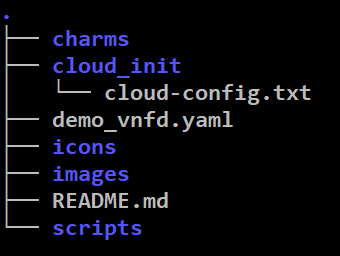 .
├── charms
├── cloud_init
│   └── cloud-config.txt
├── demo_vnfd.yaml
├── icons
├── images
├── README.md
└── scripts